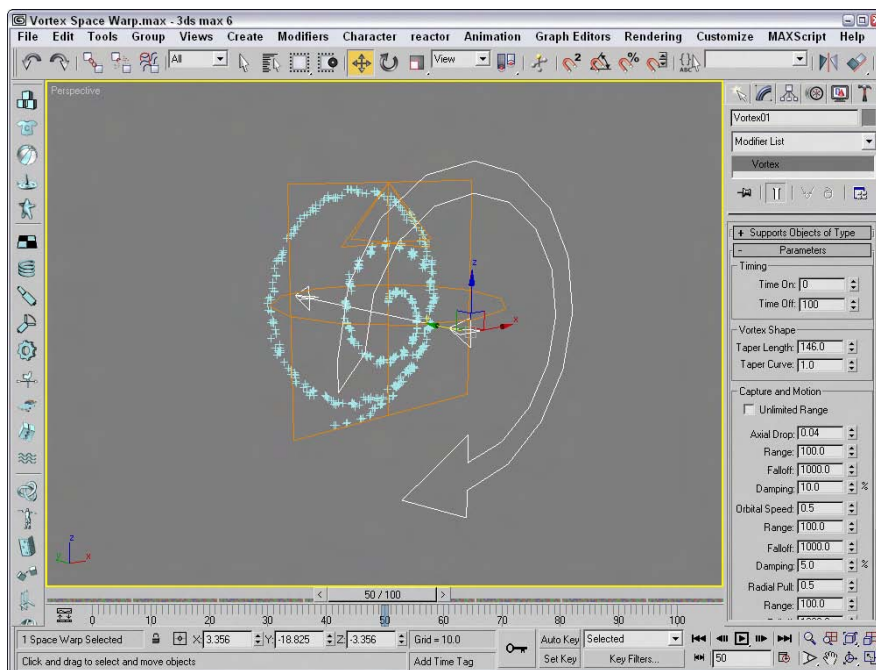 Vortex Space Warp.max - 3ds max 6
File Edit Tools Group Views Create Modifiers Character reactor Animation Graph Editors Rendering Customize MAXScript Help
All
View
Perspective
z
x
z
y
x
Vortex01
Modifier List
Vortex
+ Supports Objects of Type
- Parameters
Timing
Time On: 0
Time Off: 100
Vortex Shape
Taper Length: 146.0
Taper Curve: 1.0
Capture and Motion
Unlimited Range
Axial Drop: 0.04
Range: 100.0
Falloff: 1000.0
Damping: 10.0 %
Orbital Speed: 0.5
Range: 100.0
Falloff: 1000.0
Damping: 5.0 %
Radial Pull: 0.5
Range: 100.0
< 50 / 100 >
0 10 20 30 40 50 60 70 80 90 100
1 Space Warp Selected X: 3.356 Y: -18.825 Z: -3.356 Grid = 10.0 Auto Key Selected
Click and drag to select and move objects Add Time Tag Set Key Key Filters... 50